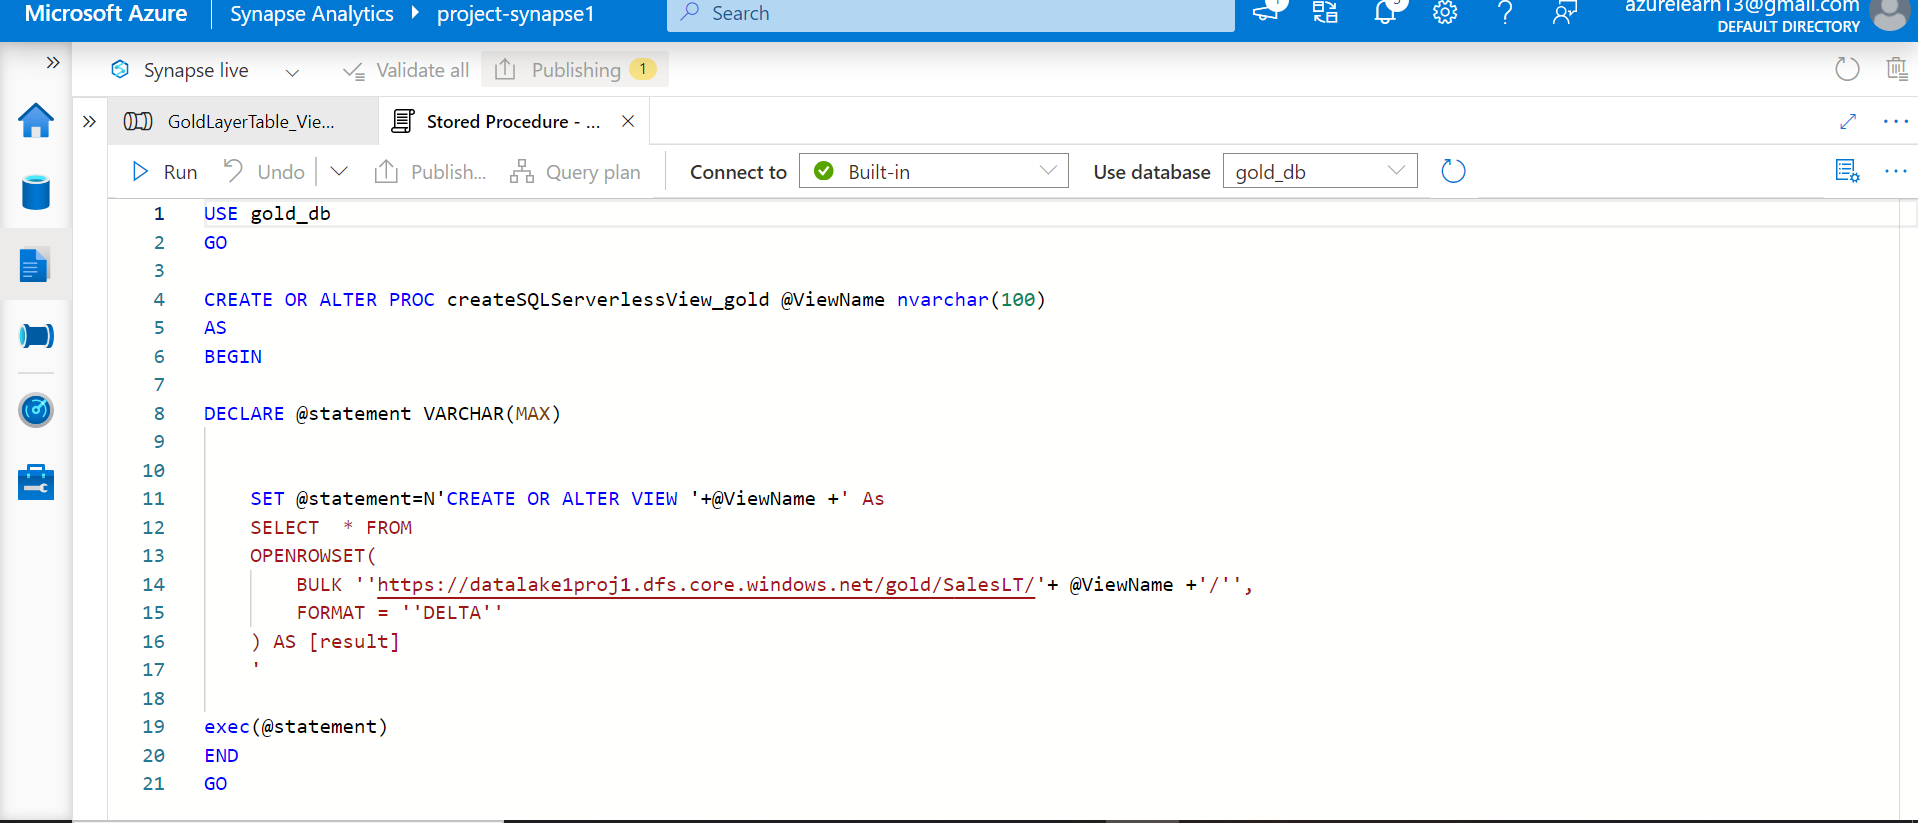 Microsoft Azure Synapse Analytics project-synapse1 Search azurelearn13@gmail.com
DEFAULT DIRECTORY
Synapse live Validate all Publishing 1
GoldLayerTable_Vie... Stored Procedure - ...
Run Undo Publish... Query plan Connect to Built-in Use database gold_db
1 USE gold_db
2 GO
3
4 CREATE OR ALTER PROC createSQLServerlessView_gold @ViewName nvarchar(100)
5 AS
6 BEGIN
7
8 DECLARE @statement VARCHAR(MAX)
9
10
11 SET @statement=N'CREATE OR ALTER VIEW '+@ViewName +' As
12 SELECT * FROM
13 OPENROWSET(
14 BULK ''https://datalake1proj1.dfs.core.windows.net/gold/SalesLT/'+ @ViewName +'/'',
15 FORMAT = ''DELTA''
16 ) AS [result]
17 '
18
19 exec(@statement)
20 END
21 GO